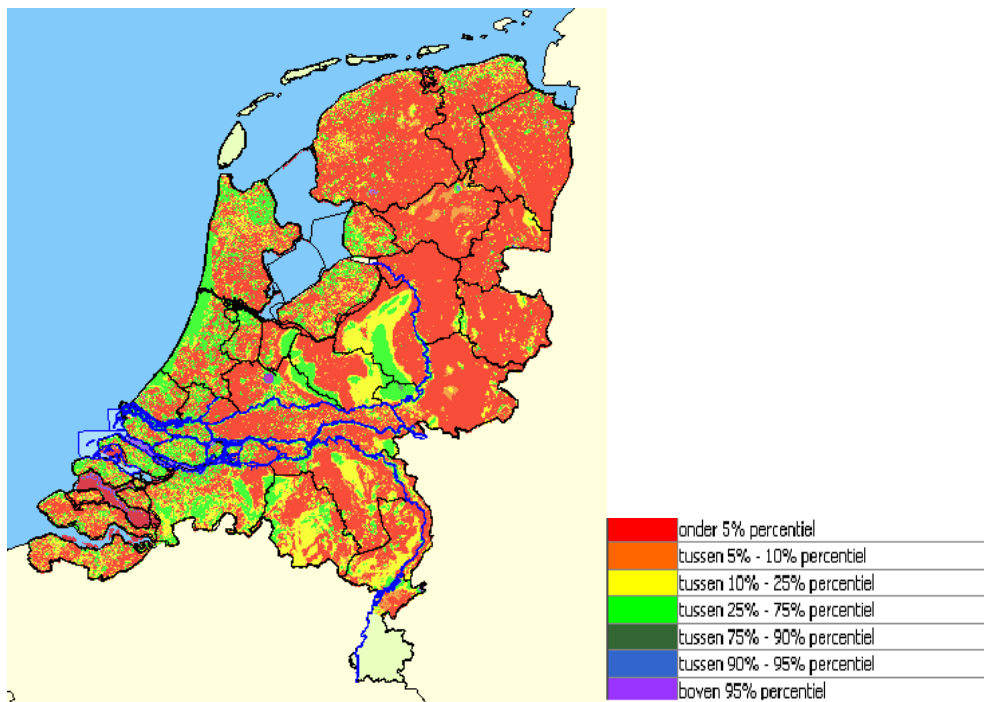 onder 5% percentiel
tussen 5% - 10% percentiel
tussen 10% - 25% percentiel
tussen 25% - 75% percentiel
tussen 75% - 90% percentiel
tussen 90% - 95% percentiel
boven 95% percentiel